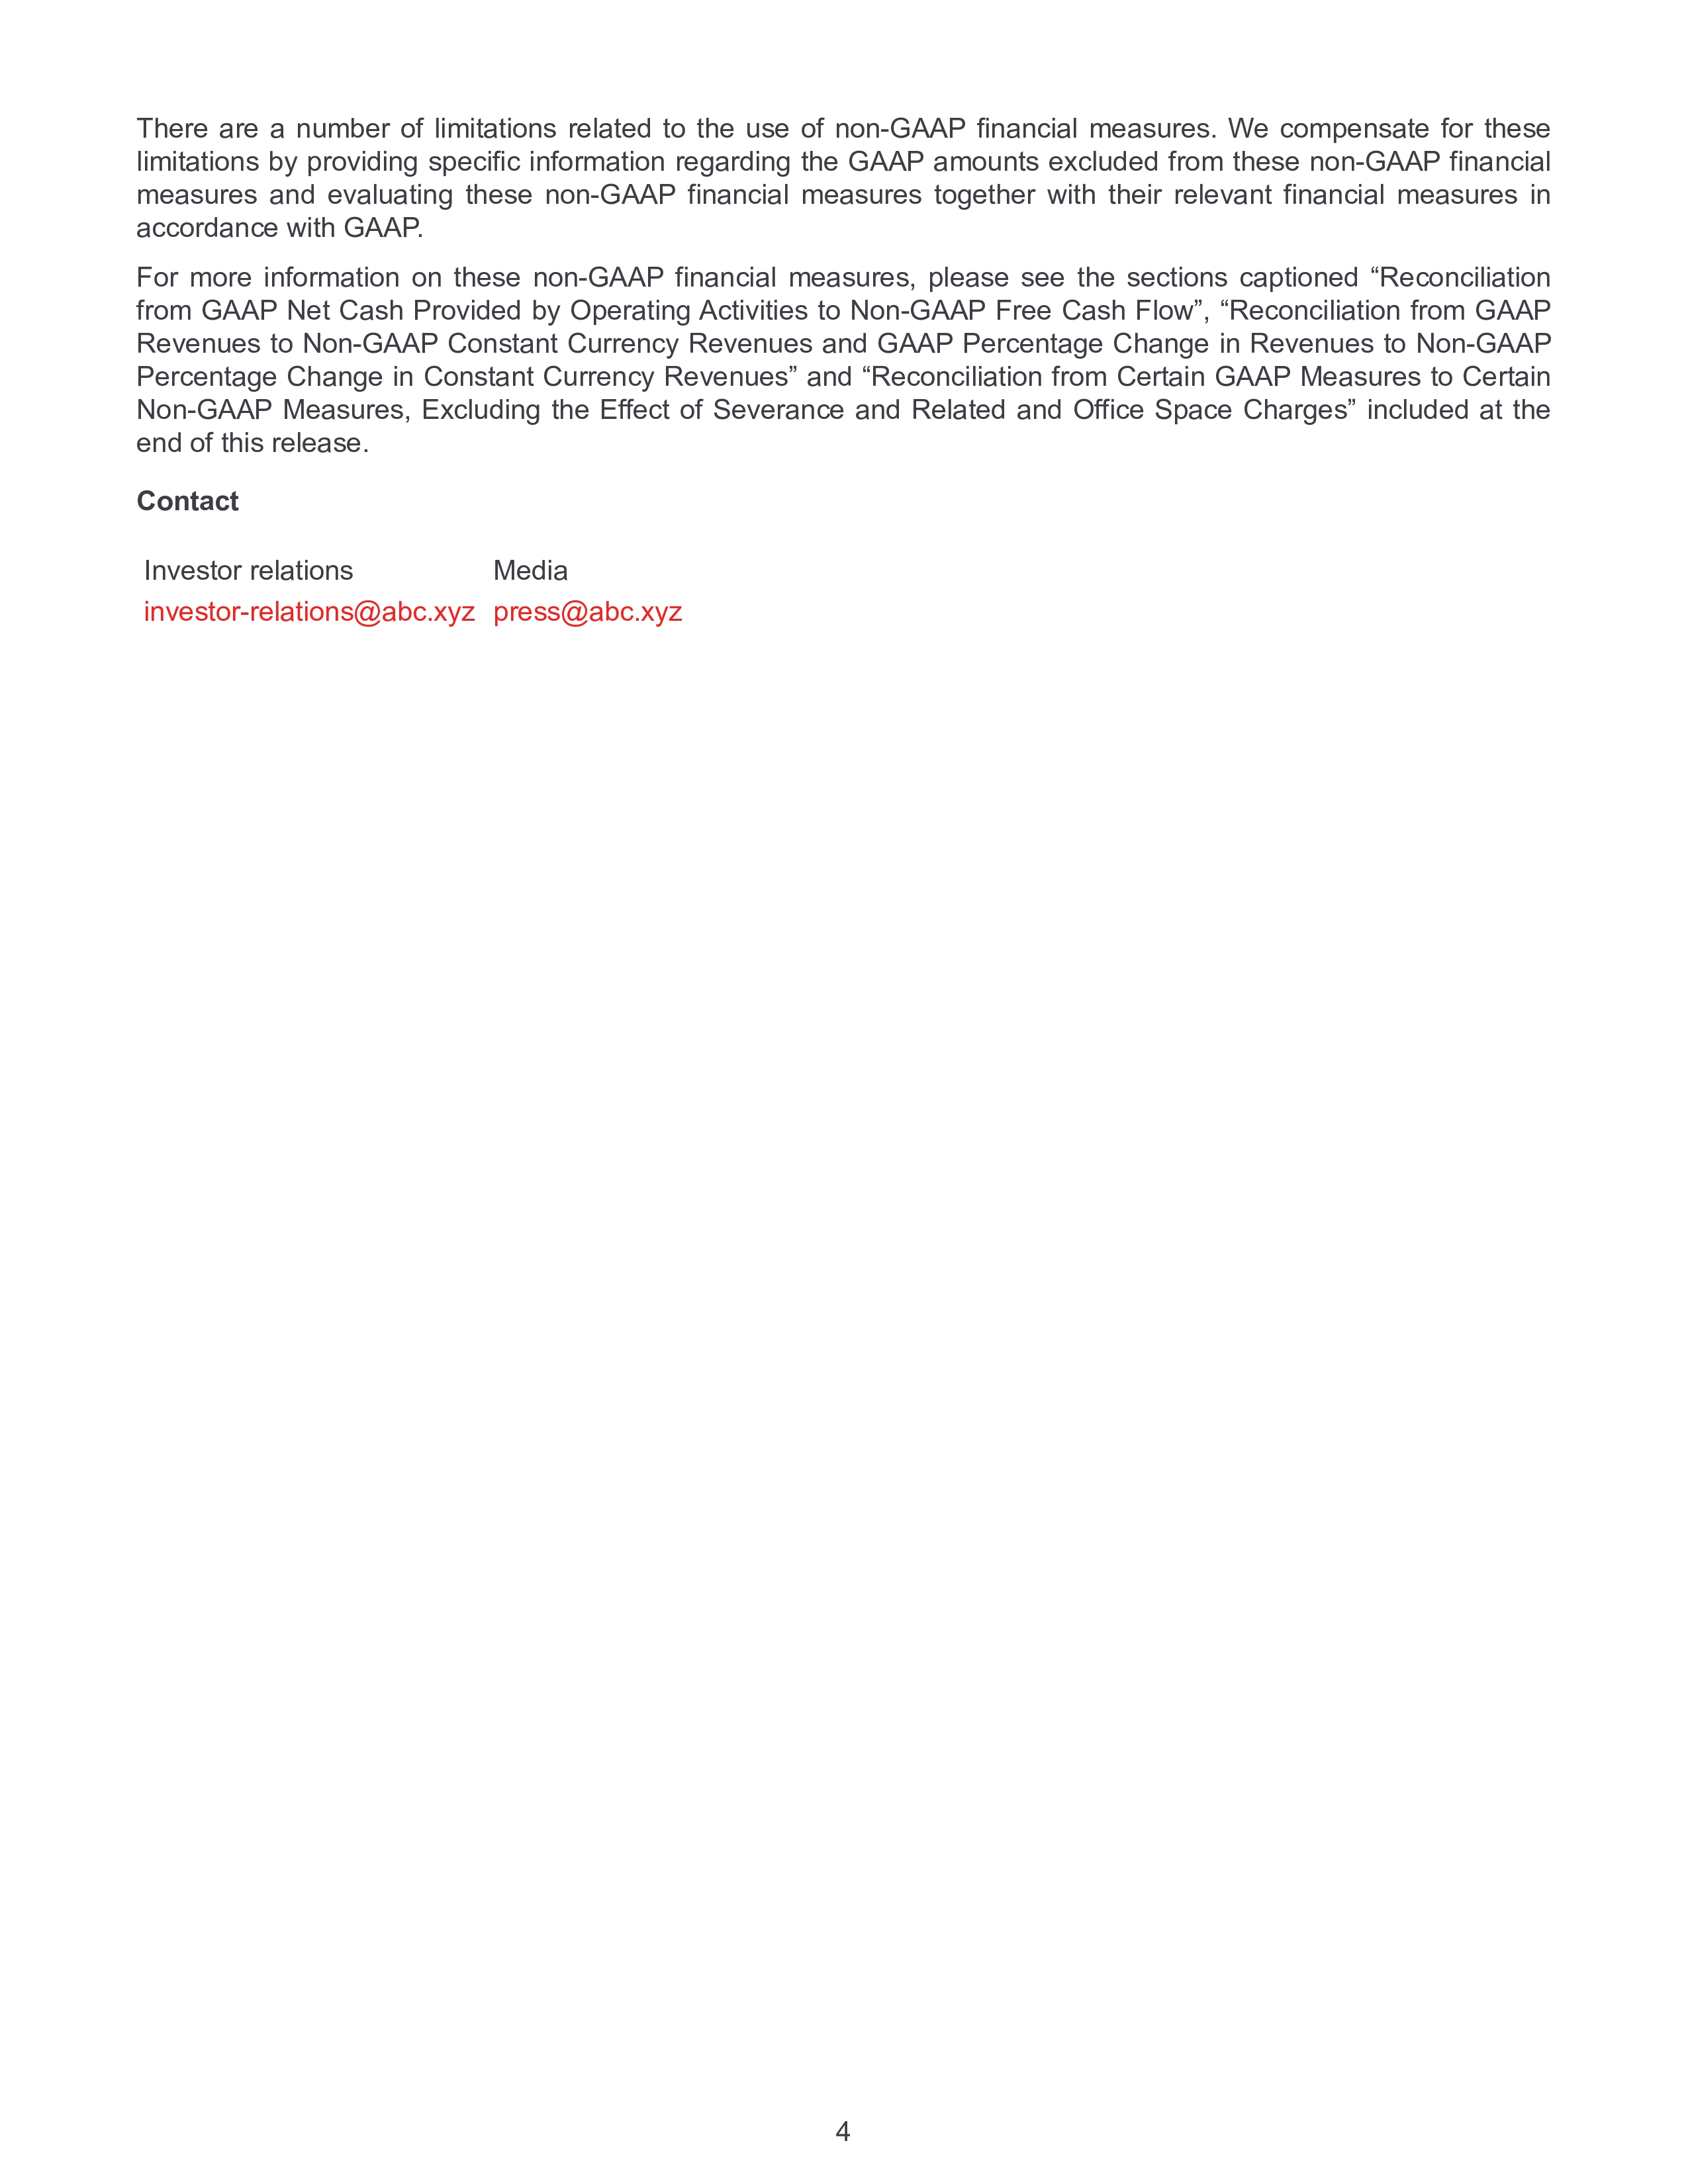 There are a number of limitations related to the use of non-GAAP financial measures. We compensate for these
limitations by providing specific information regarding the GAAP amounts excluded from these non-GAAP financial
measures and evaluating these non-GAAP financial measures together with their relevant financial measures in
accordance with GAAP.
For more information on these non-GAAP financial measures, please see the sections captioned “Reconciliation
from GAAP Net Cash Provided by Operating Activities to Non-GAAP Free Cash Flow”, “Reconciliation from GAAP
Revenues to Non-GAAP Constant Currency Revenues and GAAP Percentage Change in Revenues to Non-GAAP
Percentage Change in Constant Currency Revenues” and “Reconciliation from Certain GAAP Measures to Certain
Non-GAAP Measures, Excluding the Effect of Severance and Related and Office Space Charges” included at the
end of this release.
Contact
Investor relations Media
investor-relations@abc.xyz press@abc.xyz
4